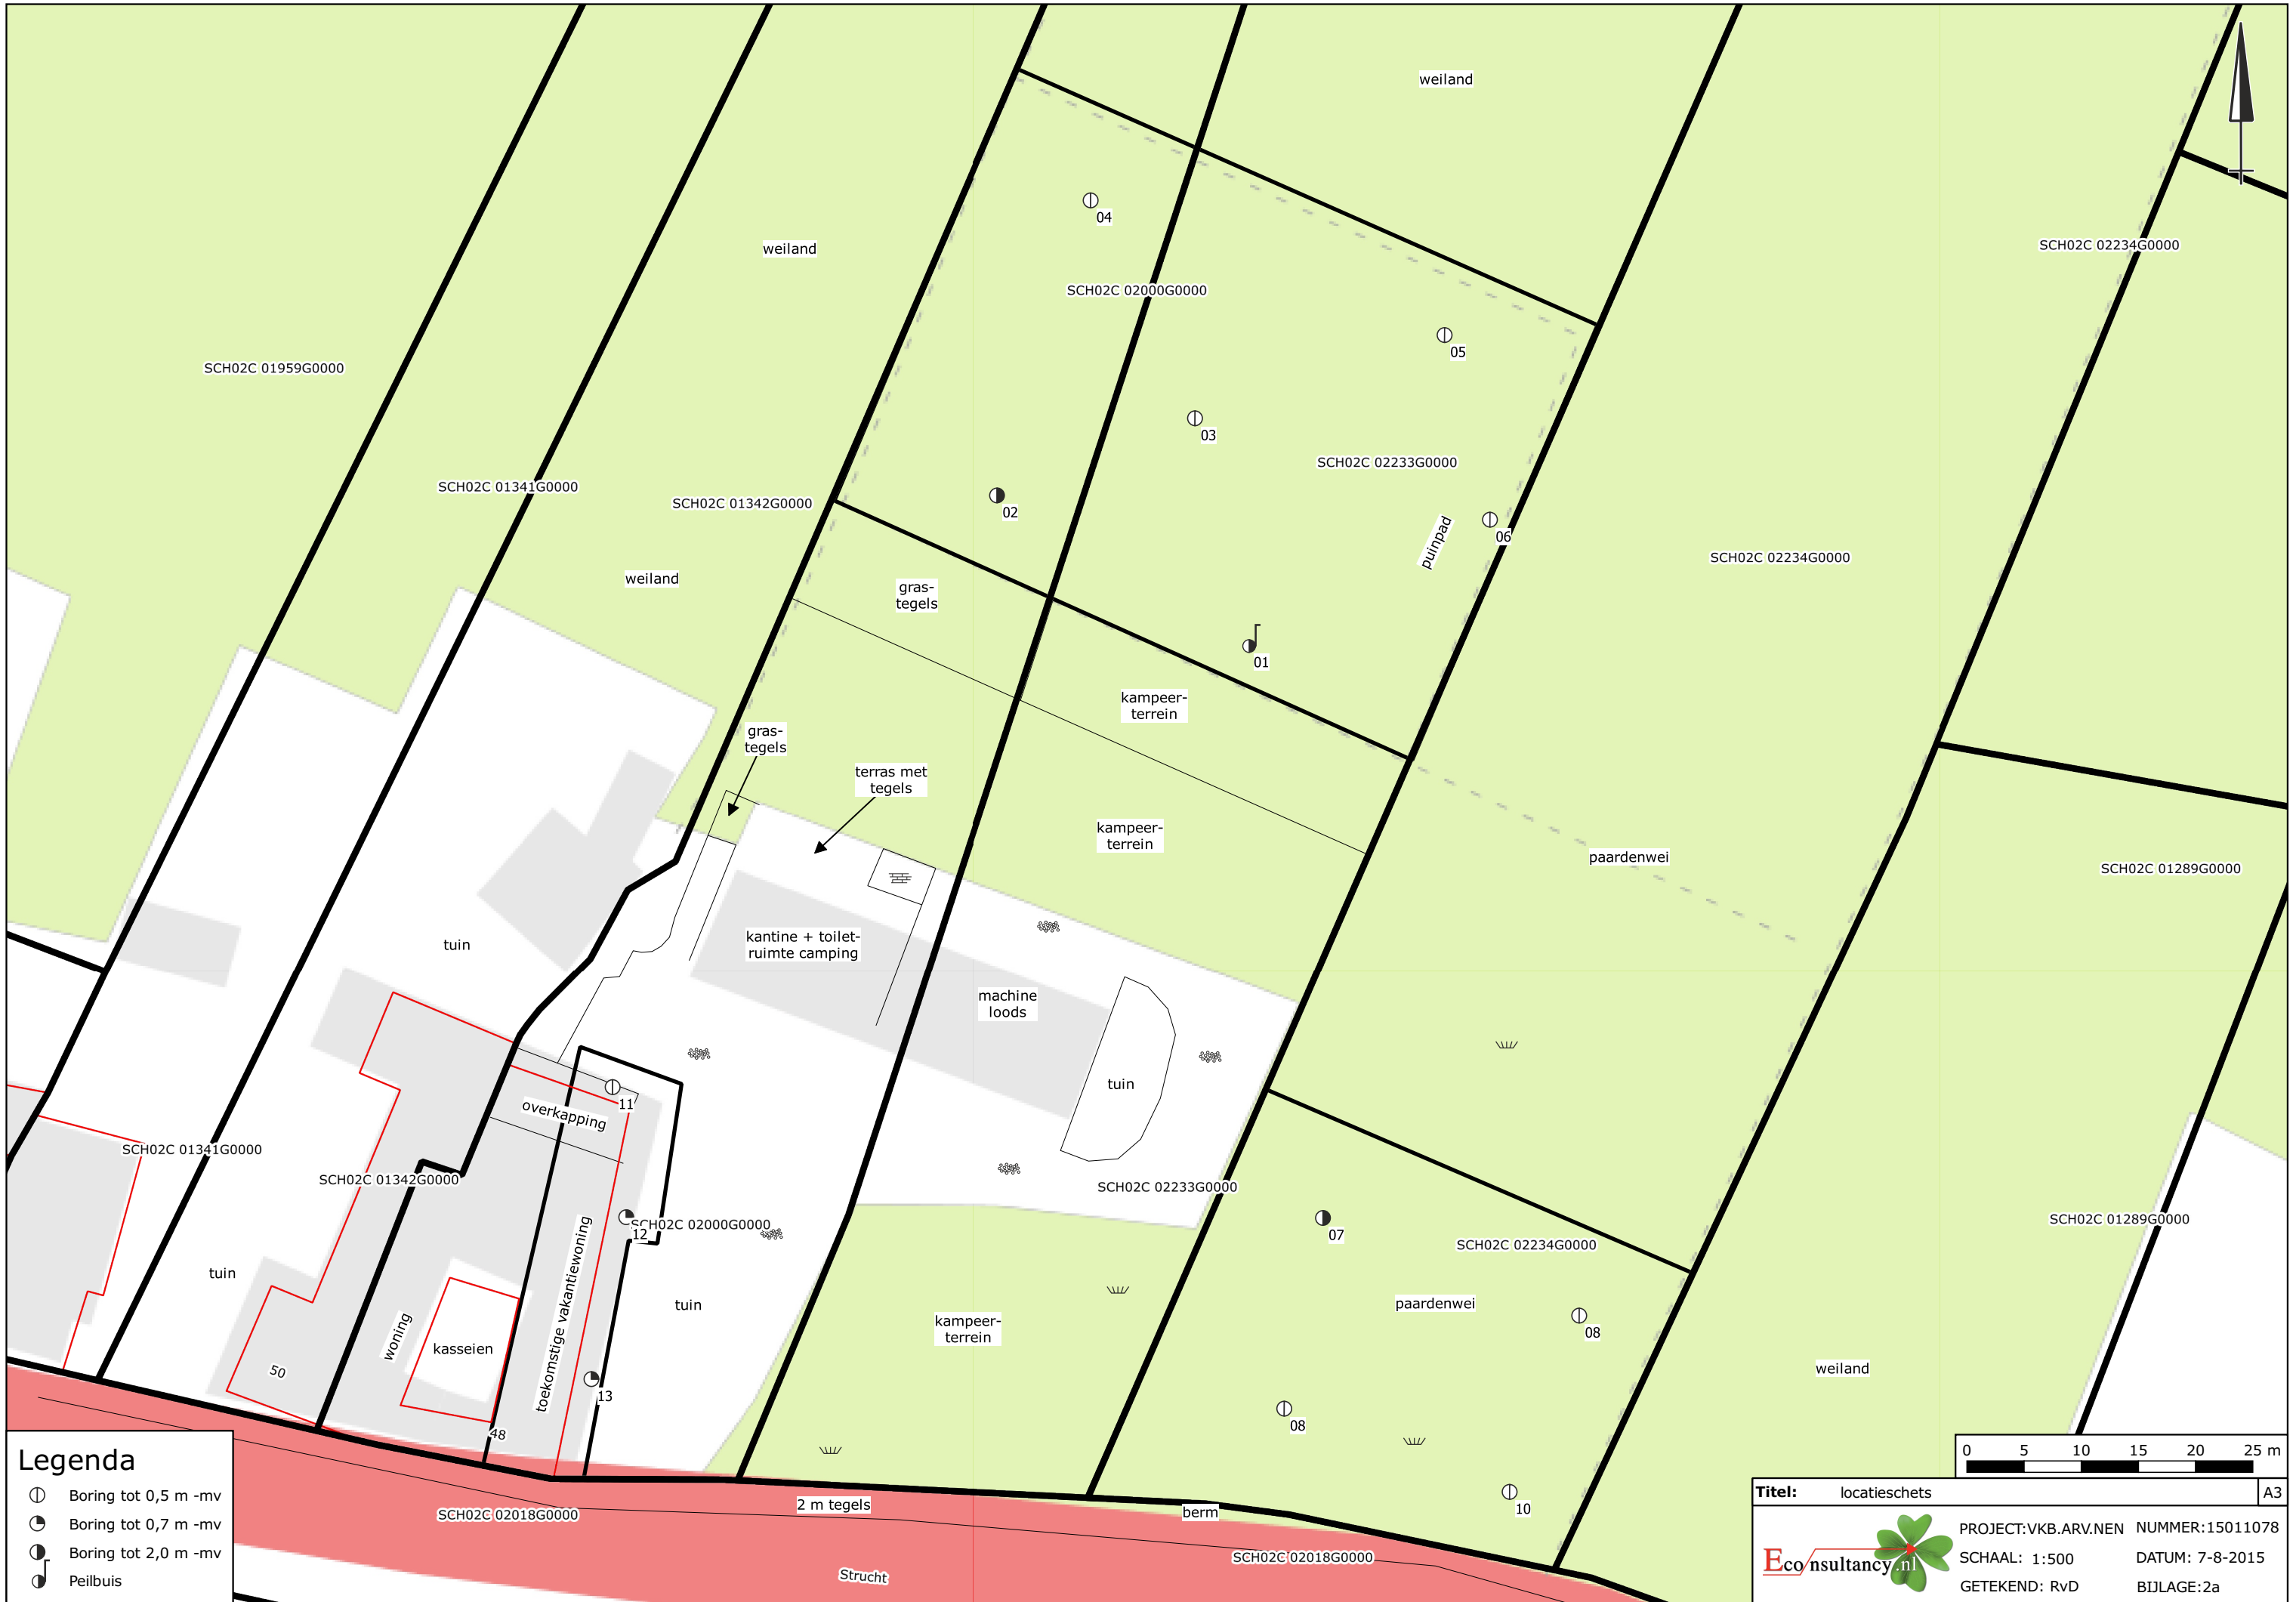 weiland
04
weiland
SCH02C 02234G0000
SCH02C 02000G0000
05
SCH02C 01959G0000
03
SCH02C 02233G0000
SCH02C 01341G0000
SCH02C 01342G0000
02
06
puinpad
SCH02C 02234G0000
weiland
gras-
tegels
01
kampeer-
terrein
gras-
tegels
terras met
tegels
kampeer-
terrein
paardenwei
SCH02C 01289G0000
tuin
kantine + toilet-
ruimte camping
machine
loods
tuin
11
overkapping
SCH02C 01341G0000
SCH02C 01342G0000
SCH02C 02233G0000
SCH02C 02000G0000
12
07
SCH02C 02234G0000
SCH02C 01289G0000
tuin
tuin
toekomstige vakantiewoning
woning
kasseien
kampeer-
terrein
paardenwei
08
weiland
50
13
08
48
10
2 m tegels
berm
SCH02C 02018G0000
SCH02C 02018G0000
Strucht
Legenda
Boring tot 0,5 m -mv
Boring tot 0,7 m -mv
Boring tot 2,0 m -mv
Peilbuis
0 5 10 15 20 25 m
Titel: locatieschets A3
Econsultancy.nl
PROJECT:VKB.ARV.NEN NUMMER:15011078
SCHAAL: 1:500 DATUM: 7-8-2015
GETEKEND: RvD BIJLAGE:2a